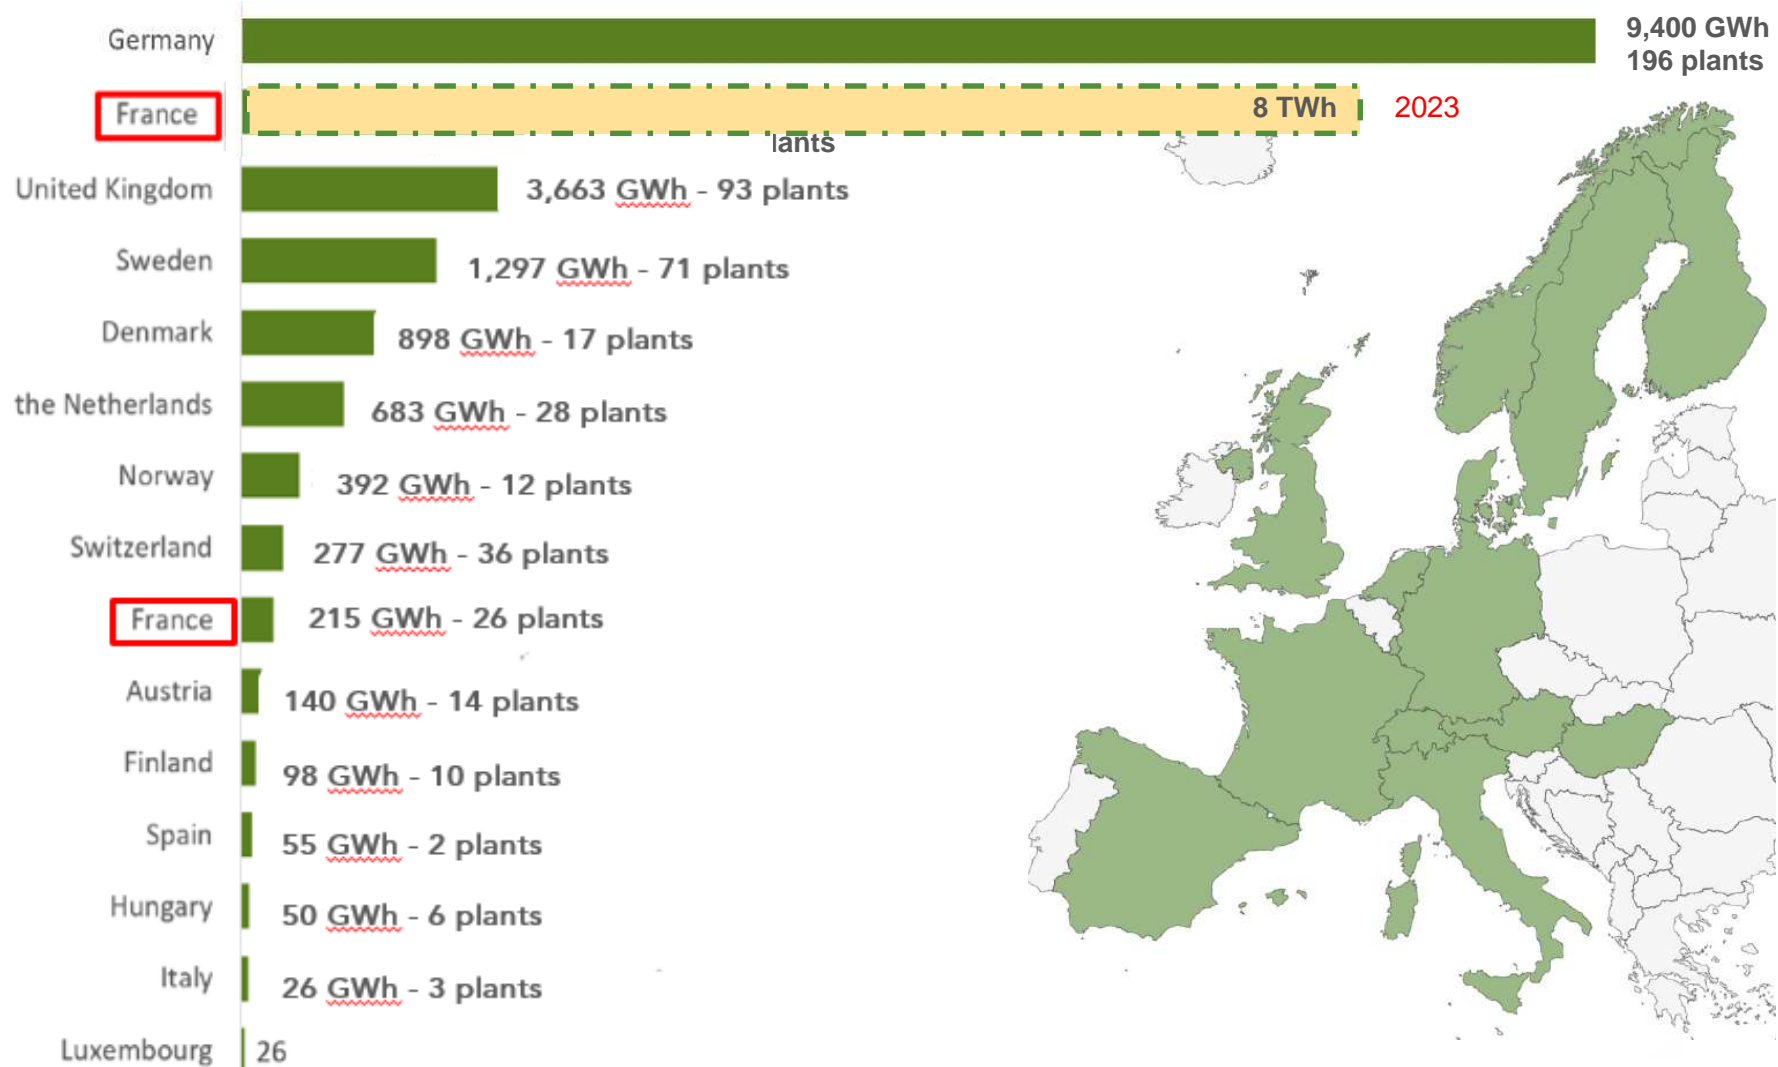 Germany
9,400 GWh
196 plants
France
8 TWh
2023
lants
United Kingdom
3,663 GWh - 93 plants
Sweden
1,297 GWh - 71 plants
Denmark
898 GWh - 17 plants
the Netherlands
683 GWh - 28 plants
Norway
392 GWh - 12 plants
Switzerland
277 GWh - 36 plants
France
215 GWh - 26 plants
Austria
140 GWh - 14 plants
Finland
98 GWh - 10 plants
Spain
55 GWh - 2 plants
Hungary
50 GWh - 6 plants
Italy
26 GWh - 3 plants
Luxembourg
26